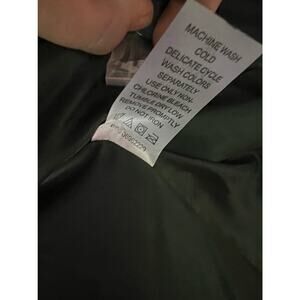 MACHINE WASH
COLD
DELICATE CYCLE
WASH COLORS
SEPARATELY
USE ONLY NON-
CHLORINE BLEACH
TUMBLE DRY LOW
REMOVE PROMPTLY
DO NOT IRON